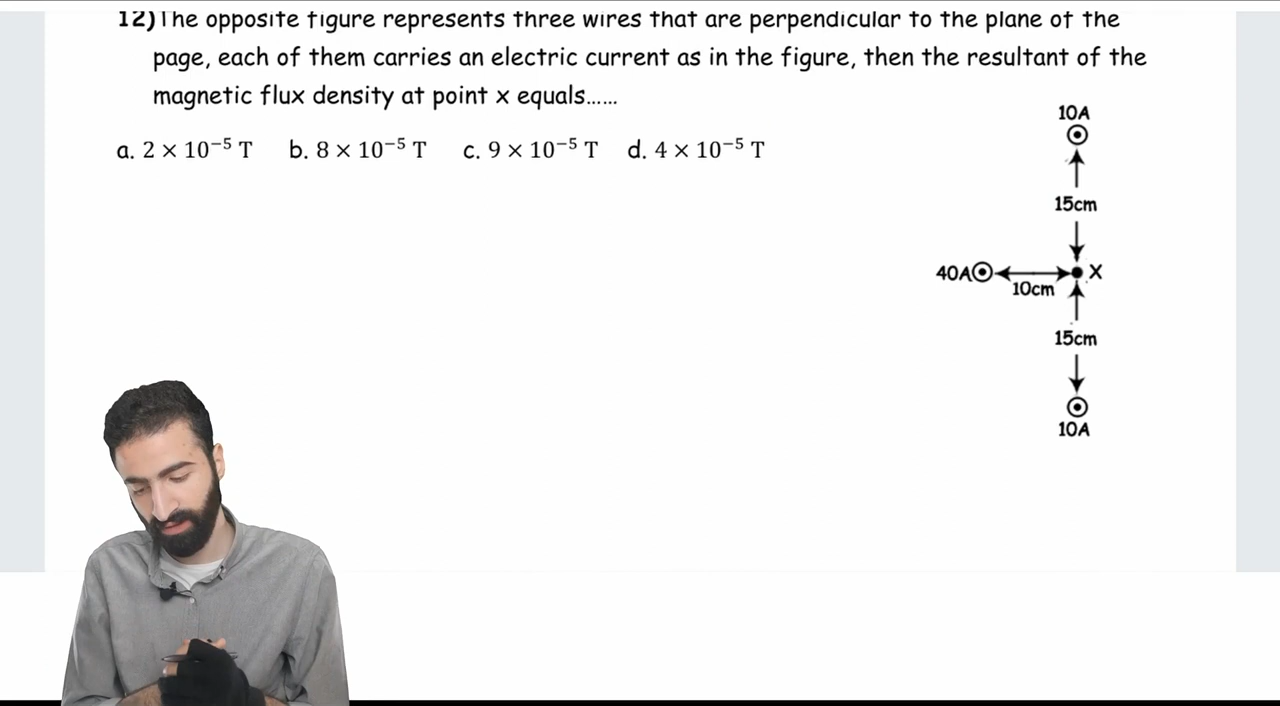 12) The opposite figure represents three wires that are perpendicular to the plane of the
page, each of them carries an electric current as in the figure, then the resultant of the
magnetic flux density at point x equals......
a. 2 × 10⁻⁵ T b. 8 × 10⁻⁵ T c. 9 × 10⁻⁵ T d. 4 × 10⁻⁵ T
10A
15cm
40A X
10cm
15cm
10A